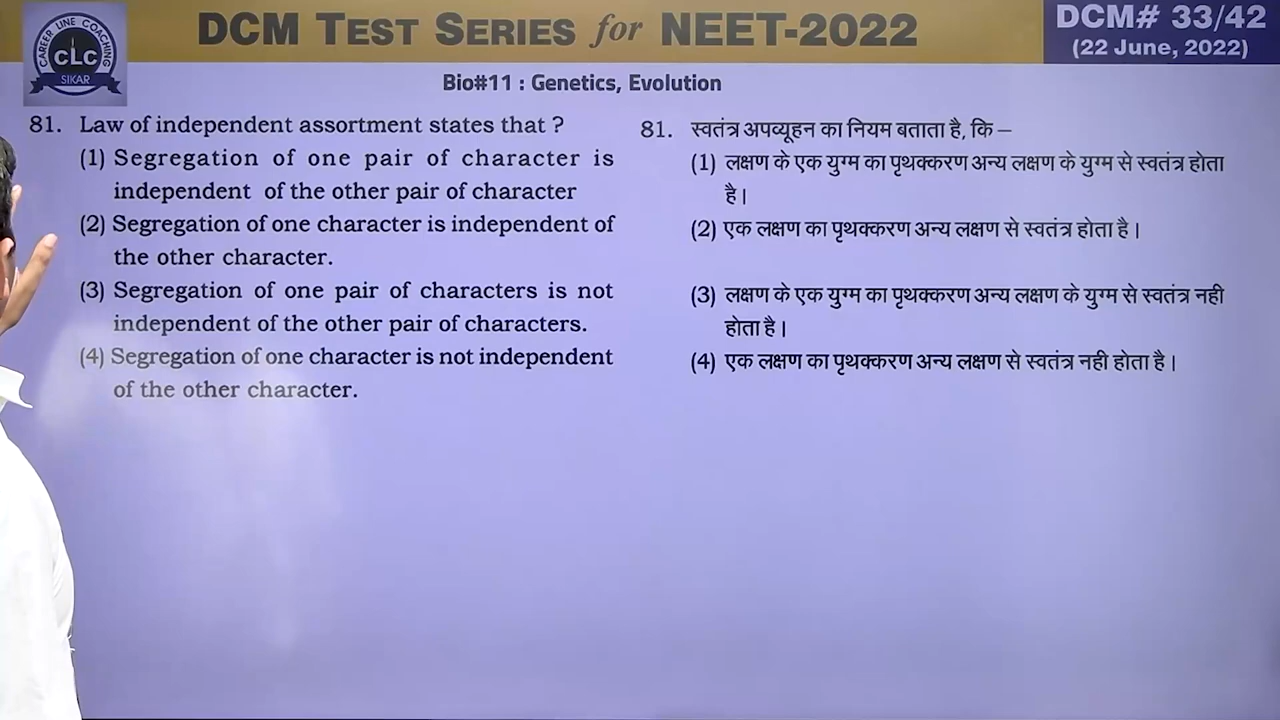 CAREER LINE COACHING
CLC
SIKAR
DCM TEST SERIES for NEET-2022
DCM# 33/42
(22 June, 2022)
Bio#11 : Genetics, Evolution
81. Law of independent assortment states that ?
(1) Segregation of one pair of character is
independent of the other pair of character
(2) Segregation of one character is independent of
the other character.
(3) Segregation of one pair of characters is not
independent of the other pair of characters.
(4) Segregation of one character is not independent
of the other character.
81. स्वतंत्र अपव्यूहन का नियम बताता है, कि –
(1) लक्षण के एक युग्म का पृथक्करण अन्य लक्षण के युग्म से स्वतंत्र होता
है।
(2) एक लक्षण का पृथक्करण अन्य लक्षण से स्वतंत्र होता है।
(3) लक्षण के एक युग्म का पृथक्करण अन्य लक्षण के युग्म से स्वतंत्र नही
होता है।
(4) एक लक्षण का पृथक्करण अन्य लक्षण से स्वतंत्र नही होता है।